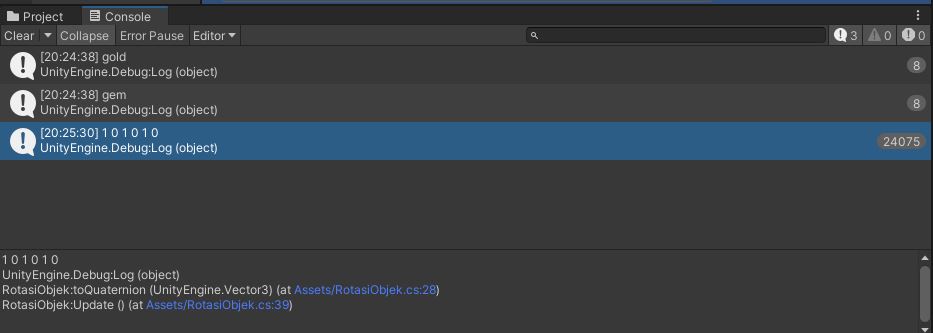 Project Console
Clear Collapse Error Pause Editor 3 0 0
[20:24:38] gold
UnityEngine.Debug:Log (object)
8
[20:24:38] gem
UnityEngine.Debug:Log (object)
8
[20:25:30] 1 0 1 0 1 0
UnityEngine.Debug:Log (object)
24075
1 0 1 0 1 0
UnityEngine.Debug:Log (object)
RotasiObjek:toQuaternion (UnityEngine.Vector3) (at Assets/RotasiObjek.cs:28)
RotasiObjek:Update () (at Assets/RotasiObjek.cs:39)